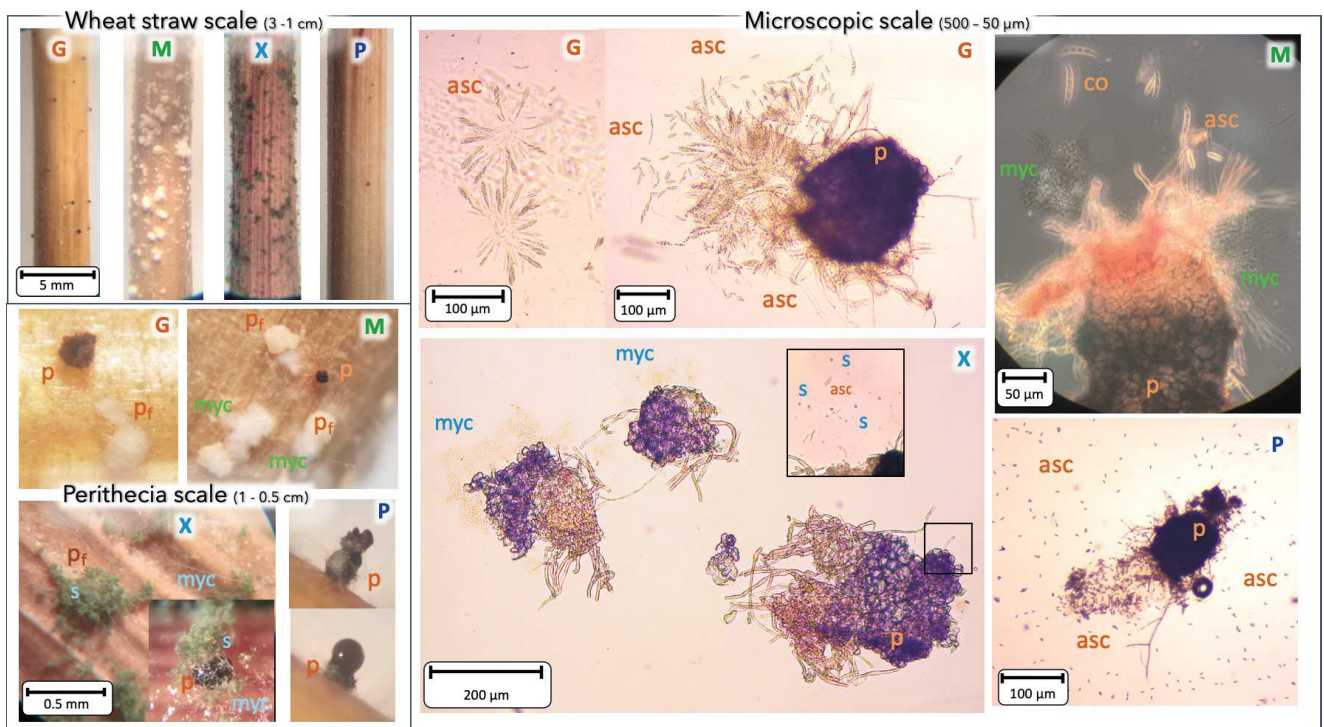 Wheat straw scale (3 -1 cm)
G
M
X
P
5 mm
G
p
pf
M
pf
p
myc
pf
myc
Perithecia scale (1 - 0.5 cm)
X
pf
s
myc
s
p
myc
0.5 mm
P
p
p
Microscopic scale (500 – 50 µm)
G
asc
100 µm
asc
G
asc
p
asc
100 µm
M
co
asc
myc
myc
p
50 µm
X
myc
myc
s
s
asc
s
p
200 µm
P
asc
p
asc
asc
100 µm